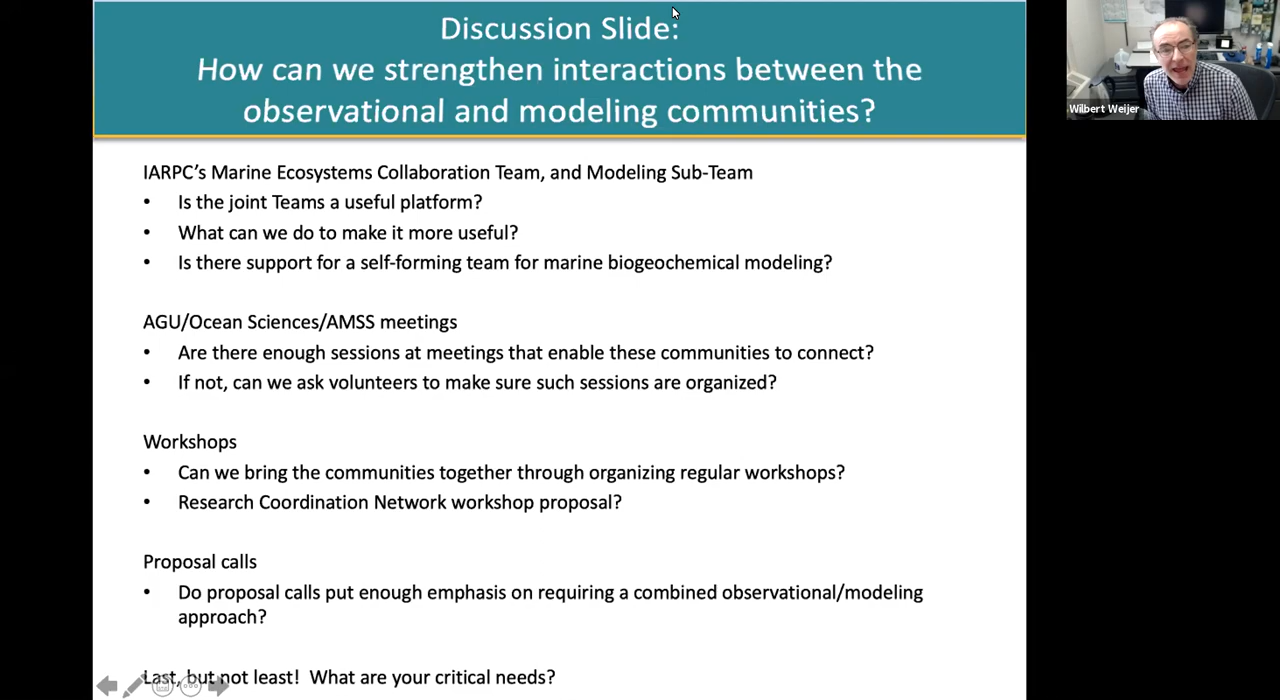 Discussion Slide:
How can we strengthen interactions between the
observational and modeling communities?
Wilbert Weijer
IARPC's Marine Ecosystems Collaboration Team, and Modeling Sub-Team
• Is the joint Teams a useful platform?
• What can we do to make it more useful?
• Is there support for a self-forming team for marine biogeochemical modeling?
AGU/Ocean Sciences/AMSS meetings
• Are there enough sessions at meetings that enable these communities to connect?
• If not, can we ask volunteers to make sure such sessions are organized?
Workshops
• Can we bring the communities together through organizing regular workshops?
• Research Coordination Network workshop proposal?
Proposal calls
• Do proposal calls put enough emphasis on requiring a combined observational/modeling
approach?
Last, but not least! What are your critical needs?